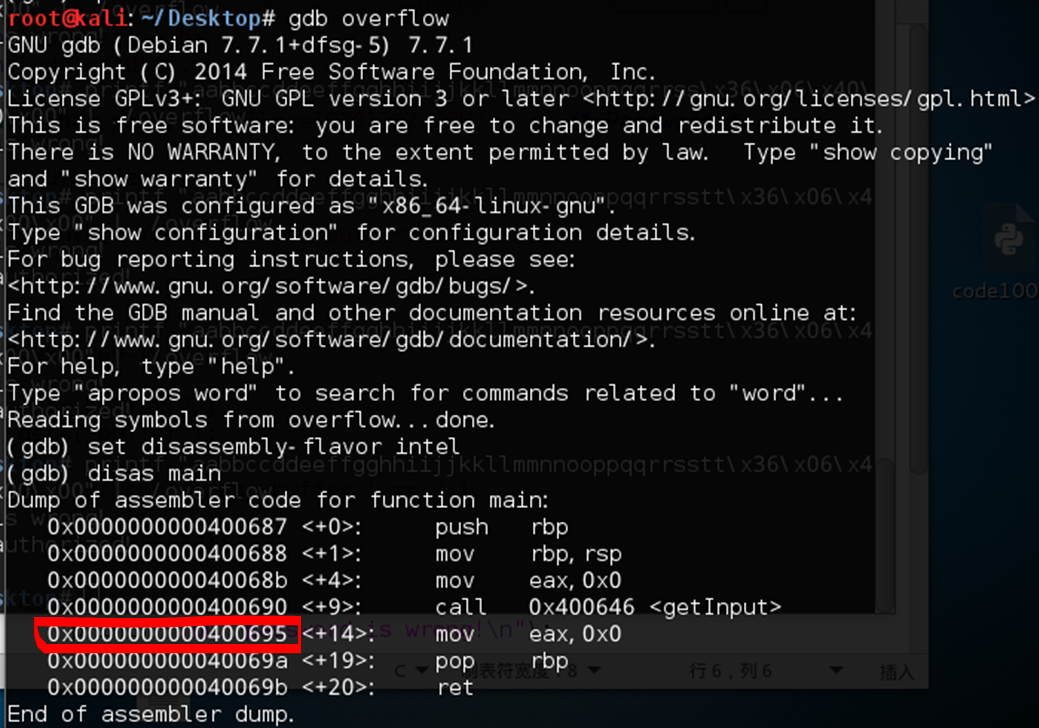 root@kali:~/Desktop# gdb overflow
GNU gdb (Debian 7.7.1+dfsg-5) 7.7.1
Copyright (C) 2014 Free Software Foundation, Inc.
License GPLv3+: GNU GPL version 3 or later <http://gnu.org/licenses/gpl.html>
This is free software: you are free to change and redistribute it.
There is NO WARRANTY, to the extent permitted by law.  Type "show copying"
and "show warranty" for details.
This GDB was configured as "x86_64-linux-gnu".
Type "show configuration" for configuration details.
For bug reporting instructions, please see:
<http://www.gnu.org/software/gdb/bugs/>.
Find the GDB manual and other documentation resources online at:
<http://www.gnu.org/software/gdb/documentation/>.
For help, type "help".
Type "apropos word" to search for commands related to "word"...
Reading symbols from overflow...done.
(gdb) set disassembly-flavor intel
(gdb) disas main
Dump of assembler code for function main:
0x0000000000400687 <+0>: push rbp
0x0000000000400688 <+1>: mov rbp,rsp
0x000000000040068b <+4>: mov eax,0x0
0x0000000000400690 <+9>: call 0x400646 <getInput>
0x0000000000400695 <+14>: mov eax,0x0
0x000000000040069a <+19>: pop rbp
0x000000000040069b <+20>: ret
End of assembler dump.
code100
is wrong!\n");
C 制表符宽度:8 行 6,列 6 插入